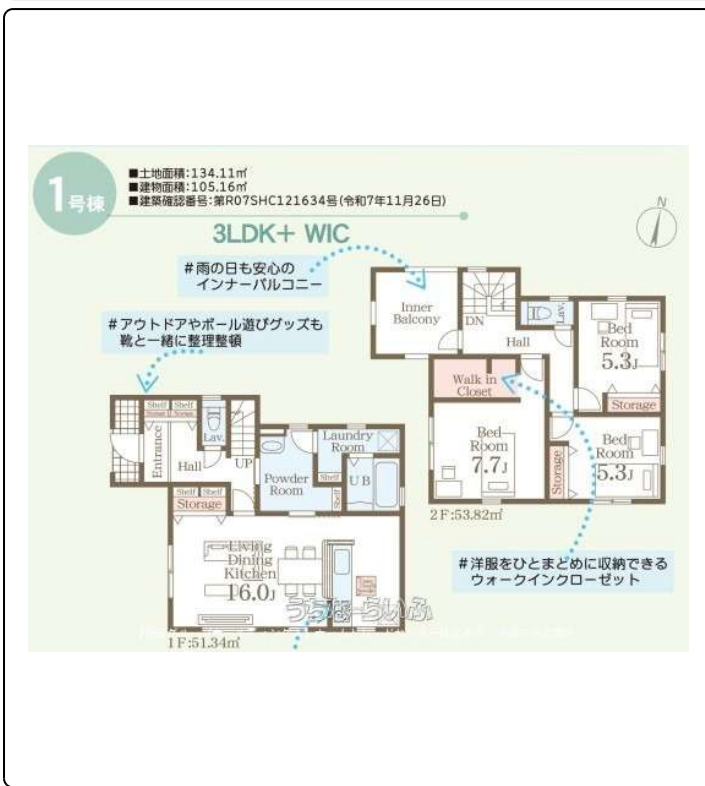 1号棟
■土地面積:134.11㎡
■建物面積:105.16㎡
■建築確認番号:第R07SHC121634号(令和7年11月26日)
3LDK+ WIC
N
#雨の日も安心の
インナーバルコニー
#アウトドアやボール遊びグッズも
靴と一緒に整理整頓
Inner
Balcony
DN
Lav.
Hall
Bed
Room
5.3J
Storage
Walk in
Closet
Bed
Room
7.7J
Storage
Bed
Room
5.3J
2F:53.82㎡
#洋服をひとまとめに収納できる
ウォークインクローゼット
Shelf Shelf
Entrance
Hall
Lav.
UP
Laundry
Room
Shelf
Powder
Room
Shelf
UB
Shelf Shelf
Storage
Living
Dining
Kitchen
16.0J
うちなーらいふ
1F:51.34㎡